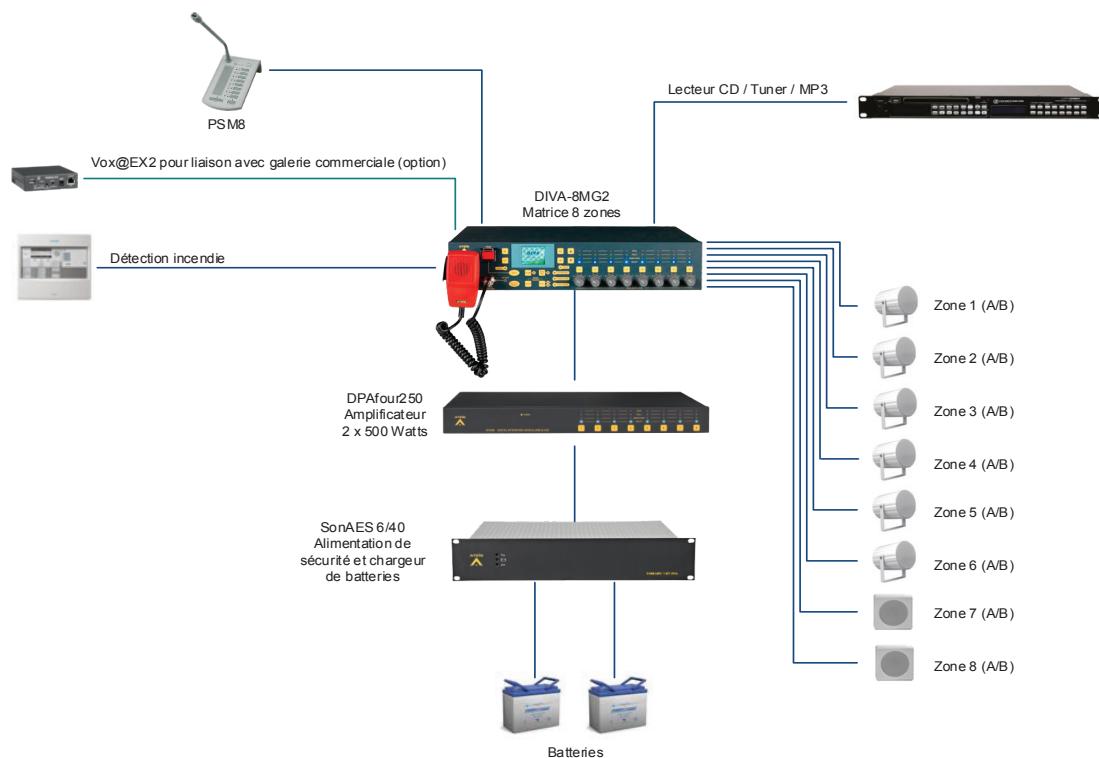 PSM8
Lecteur CD / Tuner / MP3
Vox@EX2 pour liaison avec galerie commerciale (option)
DIVA-8MG2
Matrice 8 zones
Détection incendie
Zone 1 (A/B)
Zone 2 (A/B)
Zone 3 (A/B)
Zone 4 (A/B)
Zone 5 (A/B)
Zone 6 (A/B)
Zone 7 (A/B)
Zone 8 (A/B)
DPAfour250
Amplificateur
2 x 500 Watts
SonAES 6/40
Alimentation de
sécurité et chargeur
de batteries
Batteries